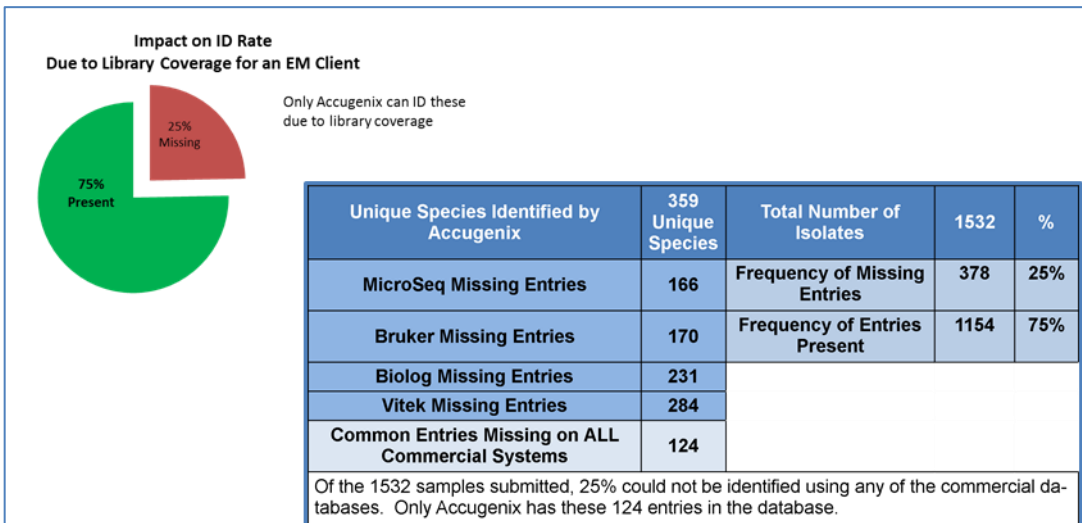 Impact on ID Rate
Due to Library Coverage for an EM Client
Only Accugenix can ID these
due to library coverage
25%
Missing
75%
Present
Unique Species Identified by
Accugenix
359
Unique
Species
Total Number of
Isolates
1532
%
MicroSeq Missing Entries
166
Frequency of Missing
Entries
378
25%
Bruker Missing Entries
170
Frequency of Entries
Present
1154
75%
Biolog Missing Entries
231
Vitek Missing Entries
284
Common Entries Missing on ALL
Commercial Systems
124
Of the 1532 samples submitted, 25% could not be identified using any of the commercial da-
tabases.  Only Accugenix has these 124 entries in the database.